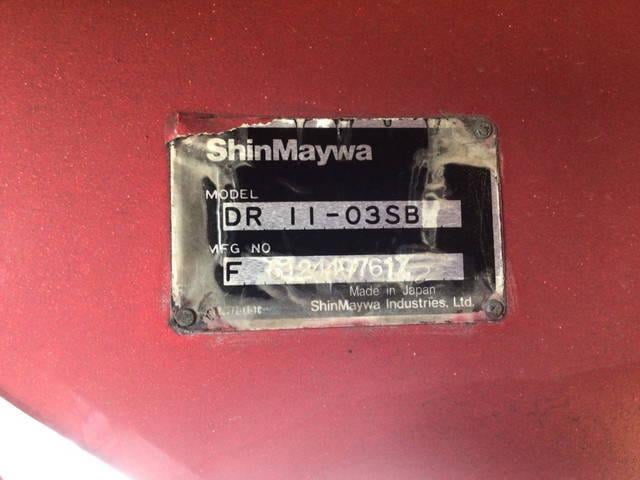 ShinMaywa
MODEL
DR 11-03SB
MFG NO
F
Made in Japan
ShinMaywa Industries, Ltd.